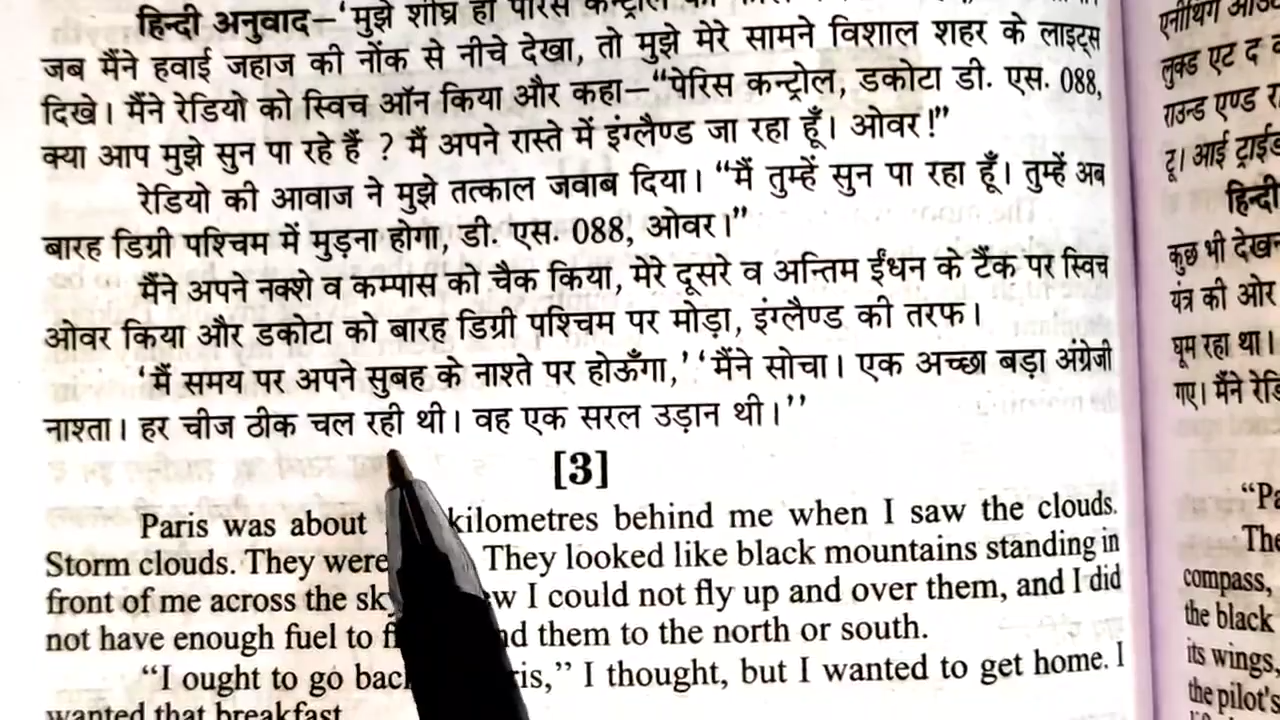 हिन्दी अनुवाद–‘मुझे शीघ्र ही पेरिस कन्ट्रोल
जब मैंने हवाई जहाज की नोंक से नीचे देखा, तो मुझे मेरे सामने विशाल शहर के लाइट्स
दिखे। मैंने रेडियो को स्विच ऑन किया और कहा–“पेरिस कन्ट्रोल, डकोटा डी. एस. 088,
क्या आप मुझे सुन पा रहे हैं ? मैं अपने रास्ते में इंग्लैण्ड जा रहा हूँ। ओवर!”
रेडियो की आवाज ने मुझे तत्काल जवाब दिया। “मैं तुम्हें सुन पा रहा हूँ। तुम्हें अब
बारह डिग्री पश्चिम में मुड़ना होगा, डी. एस. 088, ओवर।”
मैंने अपने नक्शे व कम्पास को चैक किया, मेरे दूसरे व अन्तिम ईंधन के टैंक पर स्विच
ओवर किया और डकोटा को बारह डिग्री पश्चिम पर मोड़ा, इंग्लैण्ड की तरफ।
‘मैं समय पर अपने सुबह के नाश्ते पर होऊँगा,’ ‘मैंने सोचा। एक अच्छा बड़ा अंग्रेजी
नाश्ता। हर चीज ठीक चल रही थी। वह एक सरल उड़ान थी।’’
[3]
Paris was about kilometres behind me when I saw the clouds.
Storm clouds. They were They looked like black mountains standing in
front of me across the sky I could not fly up and over them, and I did
not have enough fuel to them to the north or south.
“I ought to go back ,” I thought, but I wanted to get home. I
wanted that breakfast.
एनीथिंग
लुक्ड एट द
राउन्ड एण्ड
टू। आई ट्राईड
हिन्दी
कुछ भी देखन
यंत्र की ओर
घूम रहा था।
गए। मैंने रेडि
“Pa
The
compass,
the black
its wings,
the pilot's